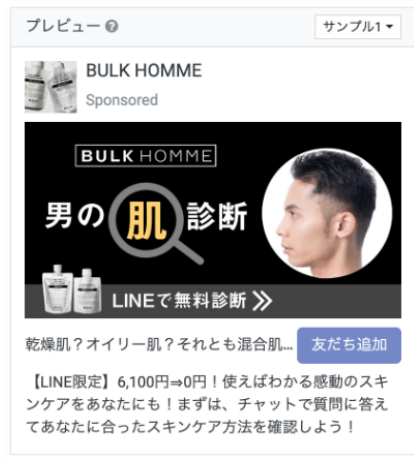 プレビュー
サンプル1
BULK HOMME
Sponsored
BULK HOMME
男の肌診断
LINEで無料診断
乾燥肌？オイリー肌？それとも混合肌...
友だち追加
【LINE限定】6,100円⇒0円！使えばわかる感動のスキ
ンケアをあなたにも！まずは、チャットで質問に答え
てあなたに合ったスキンケア方法を確認しよう！